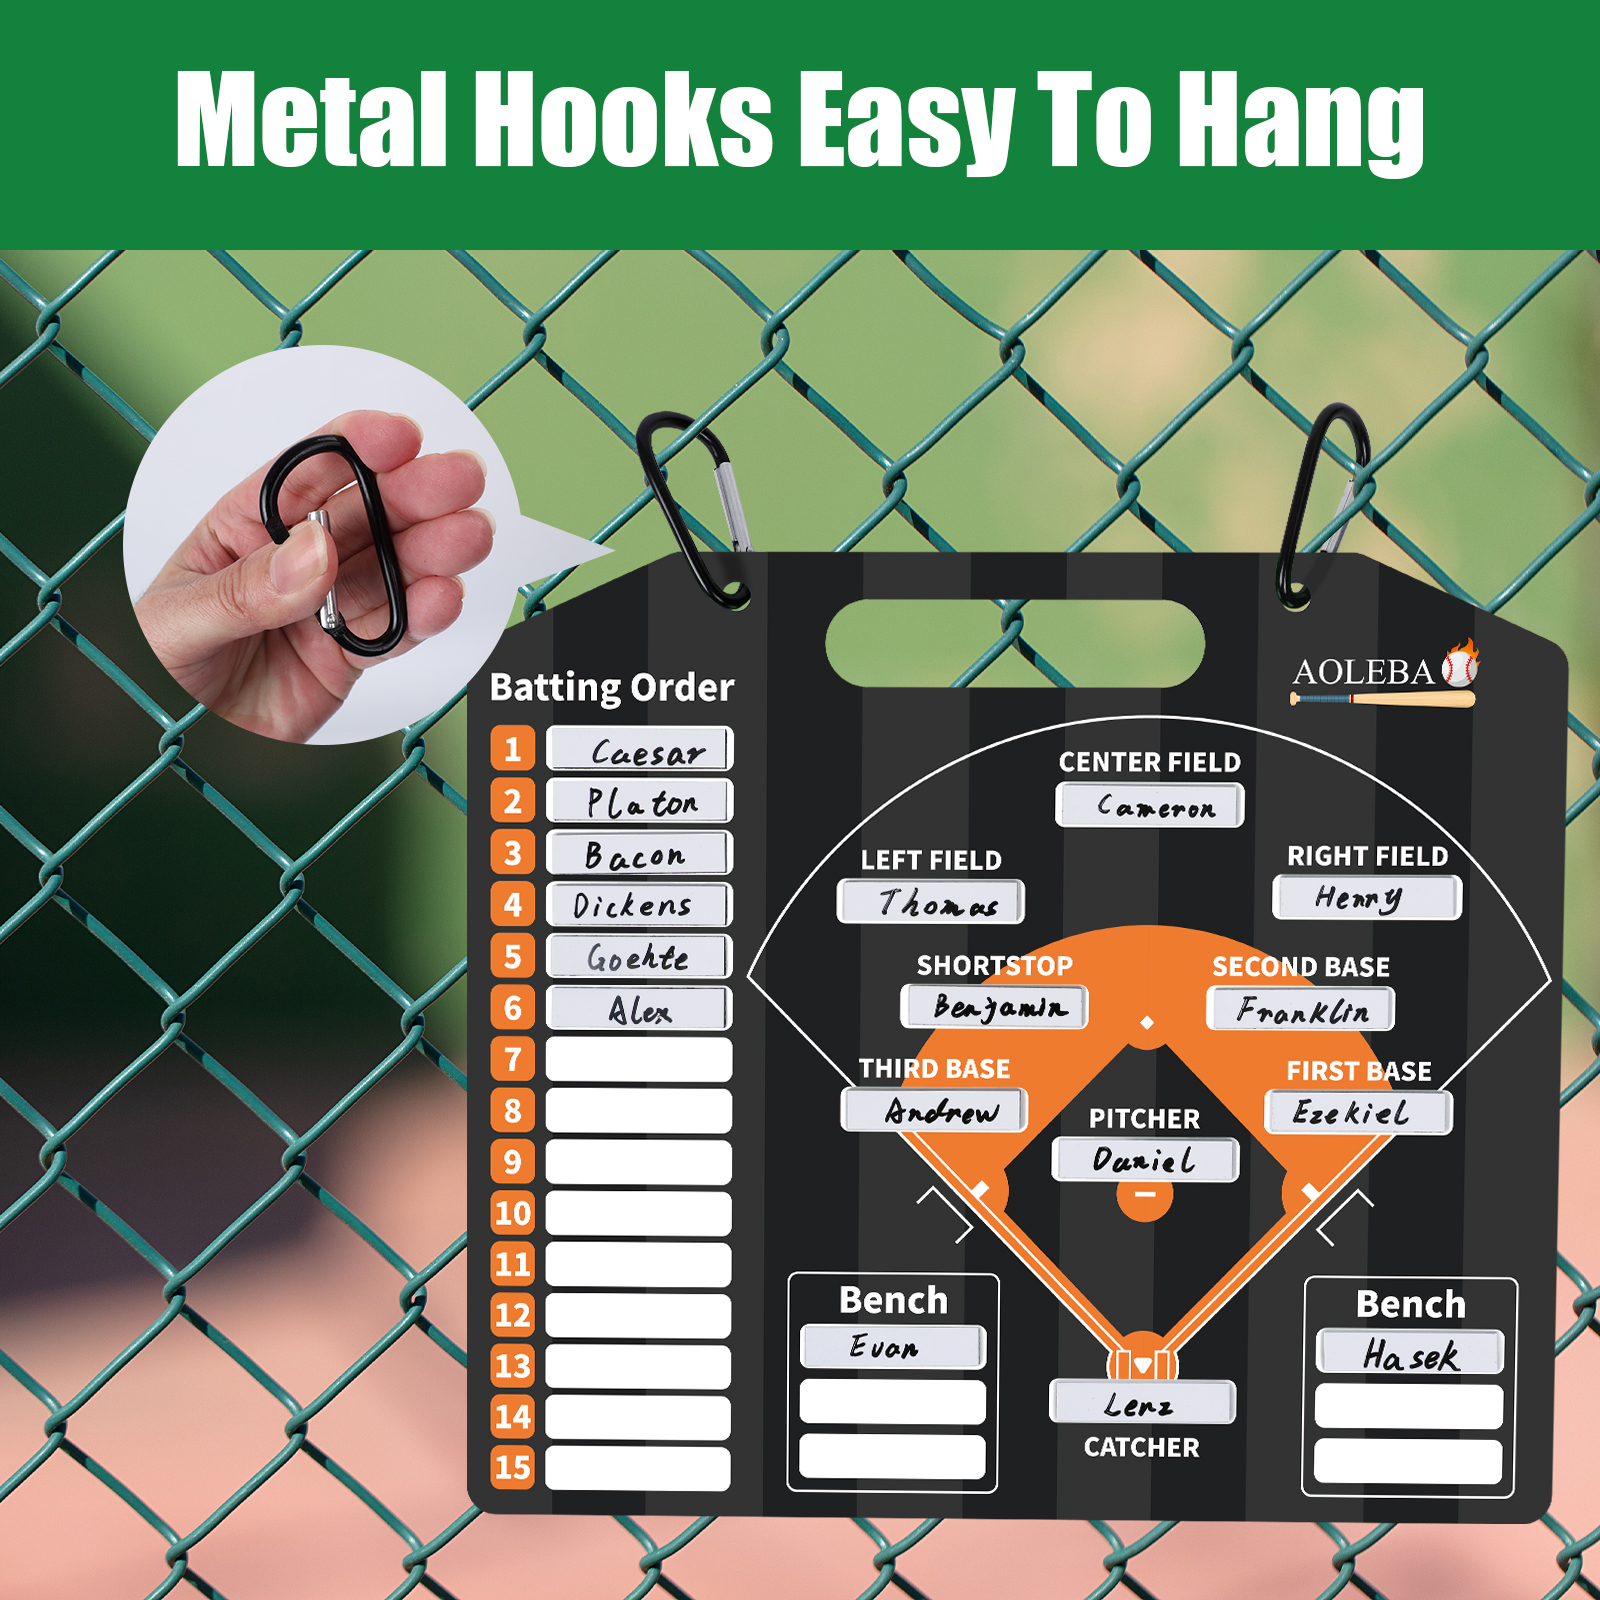 Metal Hooks Easy To Hang
AOLEBA
Batting Order
1 Caesar
2 Platon
3 Bacon
4 Dickens
5 Goehte
6 Alex
7
8
9
10
11
12
13
14
15
CENTER FIELD
Cameron
LEFT FIELD
Thomas
RIGHT FIELD
Henry
SHORTSTOP
Benjamin
SECOND BASE
Franklin
THIRD BASE
Andrew
FIRST BASE
Ezekiel
PITCHER
Daniel
Bench
Evan
Lenz
CATCHER
Bench
Hasek